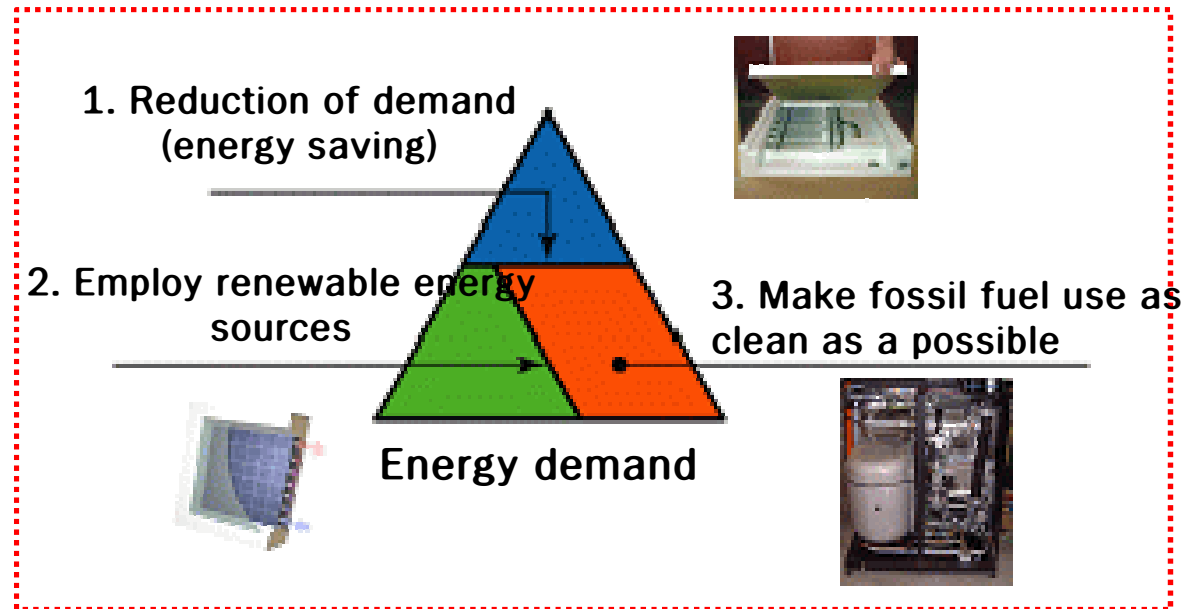 1. Reduction of demand
(energy saving)
2. Employ renewable energy
sources
3. Make fossil fuel use as
clean as a possible
Energy demand